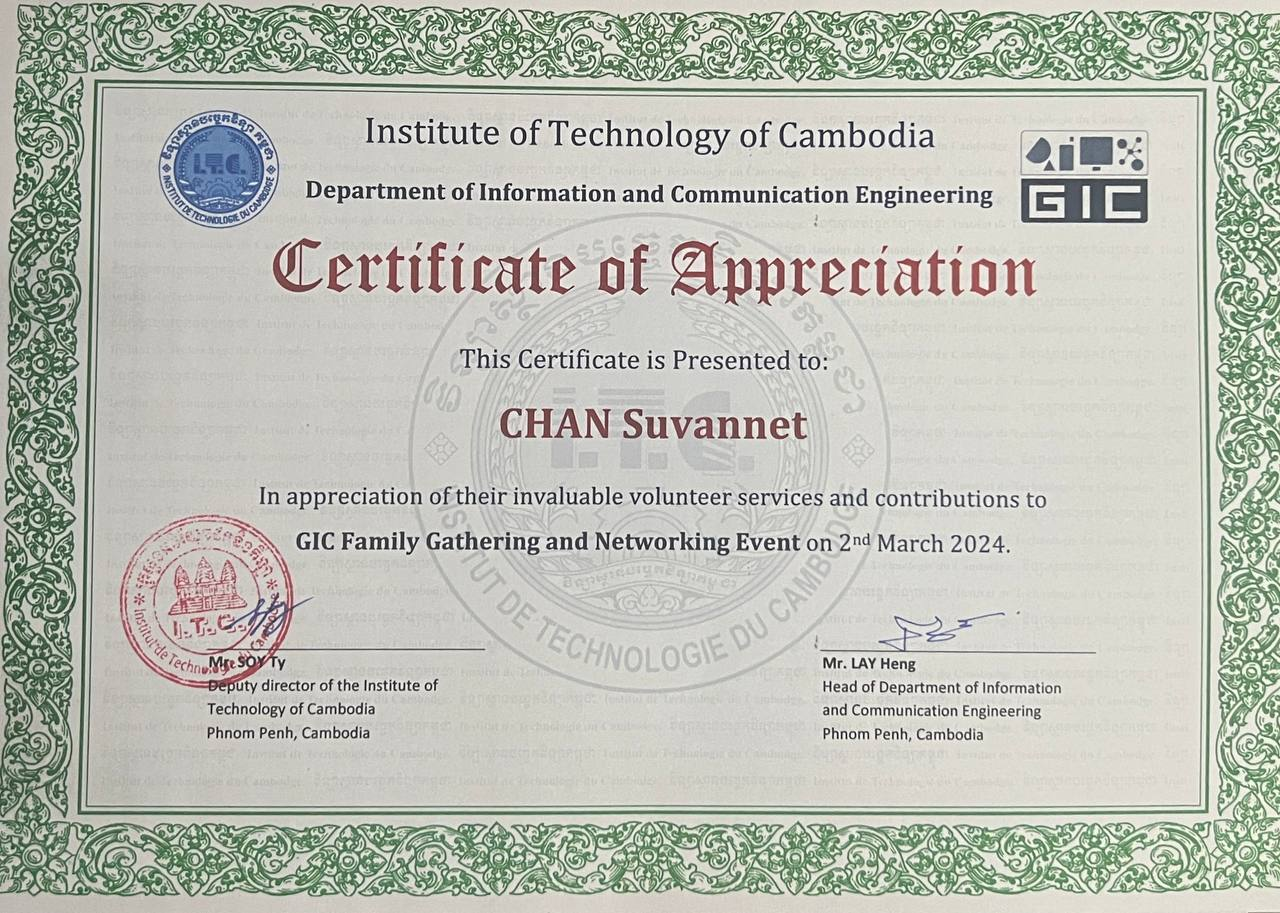 Institute of Technology of Cambodia
Department of Information and Communication Engineering
I.T.C.
INSTITUT DE TECHNOLOGIE DU CAMBODGE
GIC
Certificate of Appreciation
This Certificate is Presented to:
CHAN Suvannet
I.T.C.
In appreciation of their invaluable volunteer services and contributions to
GIC Family Gathering and Networking Event on 2nd March 2024.
INSTITUT DE TECHNOLOGIE DU CAMBODGE
I.T.C.
Institut de Technologie du Cambodge
Mr. SOY Ty
Deputy director of the Institute of
Technology of Cambodia
Phnom Penh, Cambodia
Mr. LAY Heng
Head of Department of Information
and Communication Engineering
Phnom Penh, Cambodia